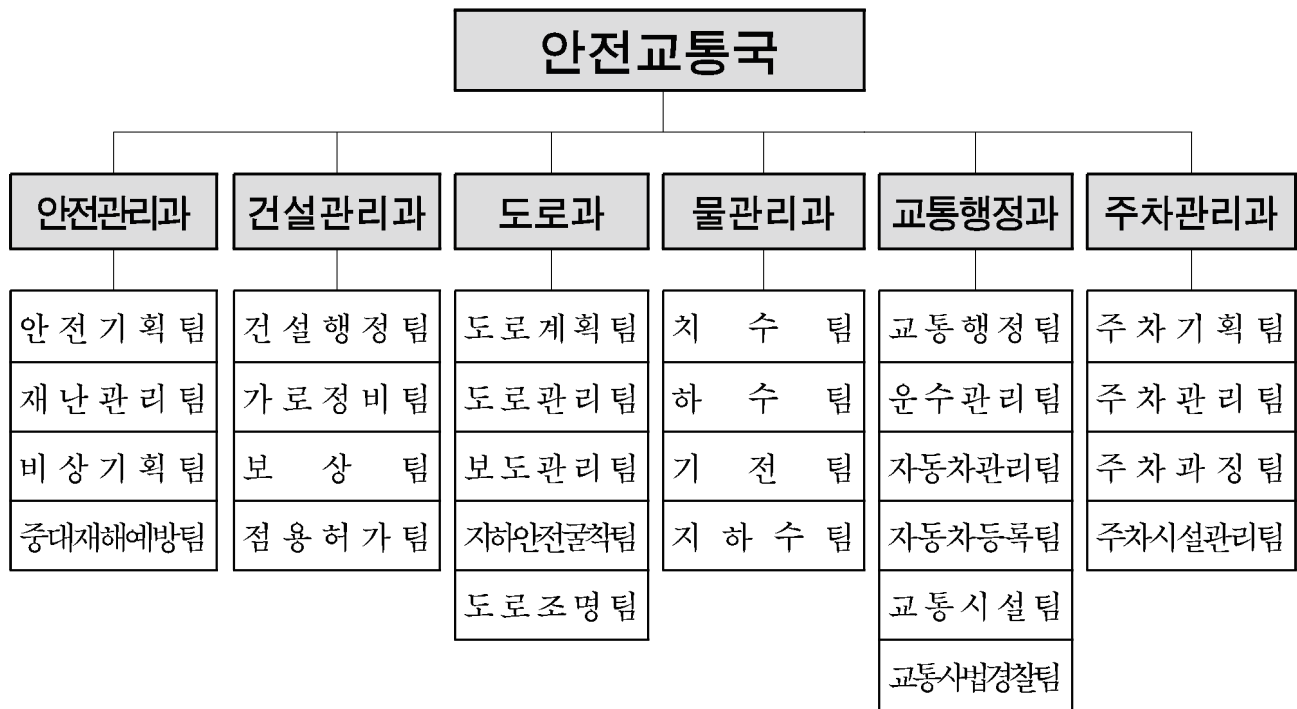 안전교통국
안전관리과
건설관리과
도로과
물관리과
교통행정과
주차관리과
안전기획팀
재난관리팀
비상기획팀
중대재해예방팀
건설행정팀
가로정비팀
보상팀
점용허가팀
도로계획팀
도로관리팀
보도관리팀
지하안전굴착팀
도로조명팀
치수팀
하수팀
기전팀
지하수팀
교통행정팀
운수관리팀
자동차관리팀
자동차등록팀
교통시설팀
교통사법경찰팀
주차기획팀
주차관리팀
주차과징팀
주차시설관리팀